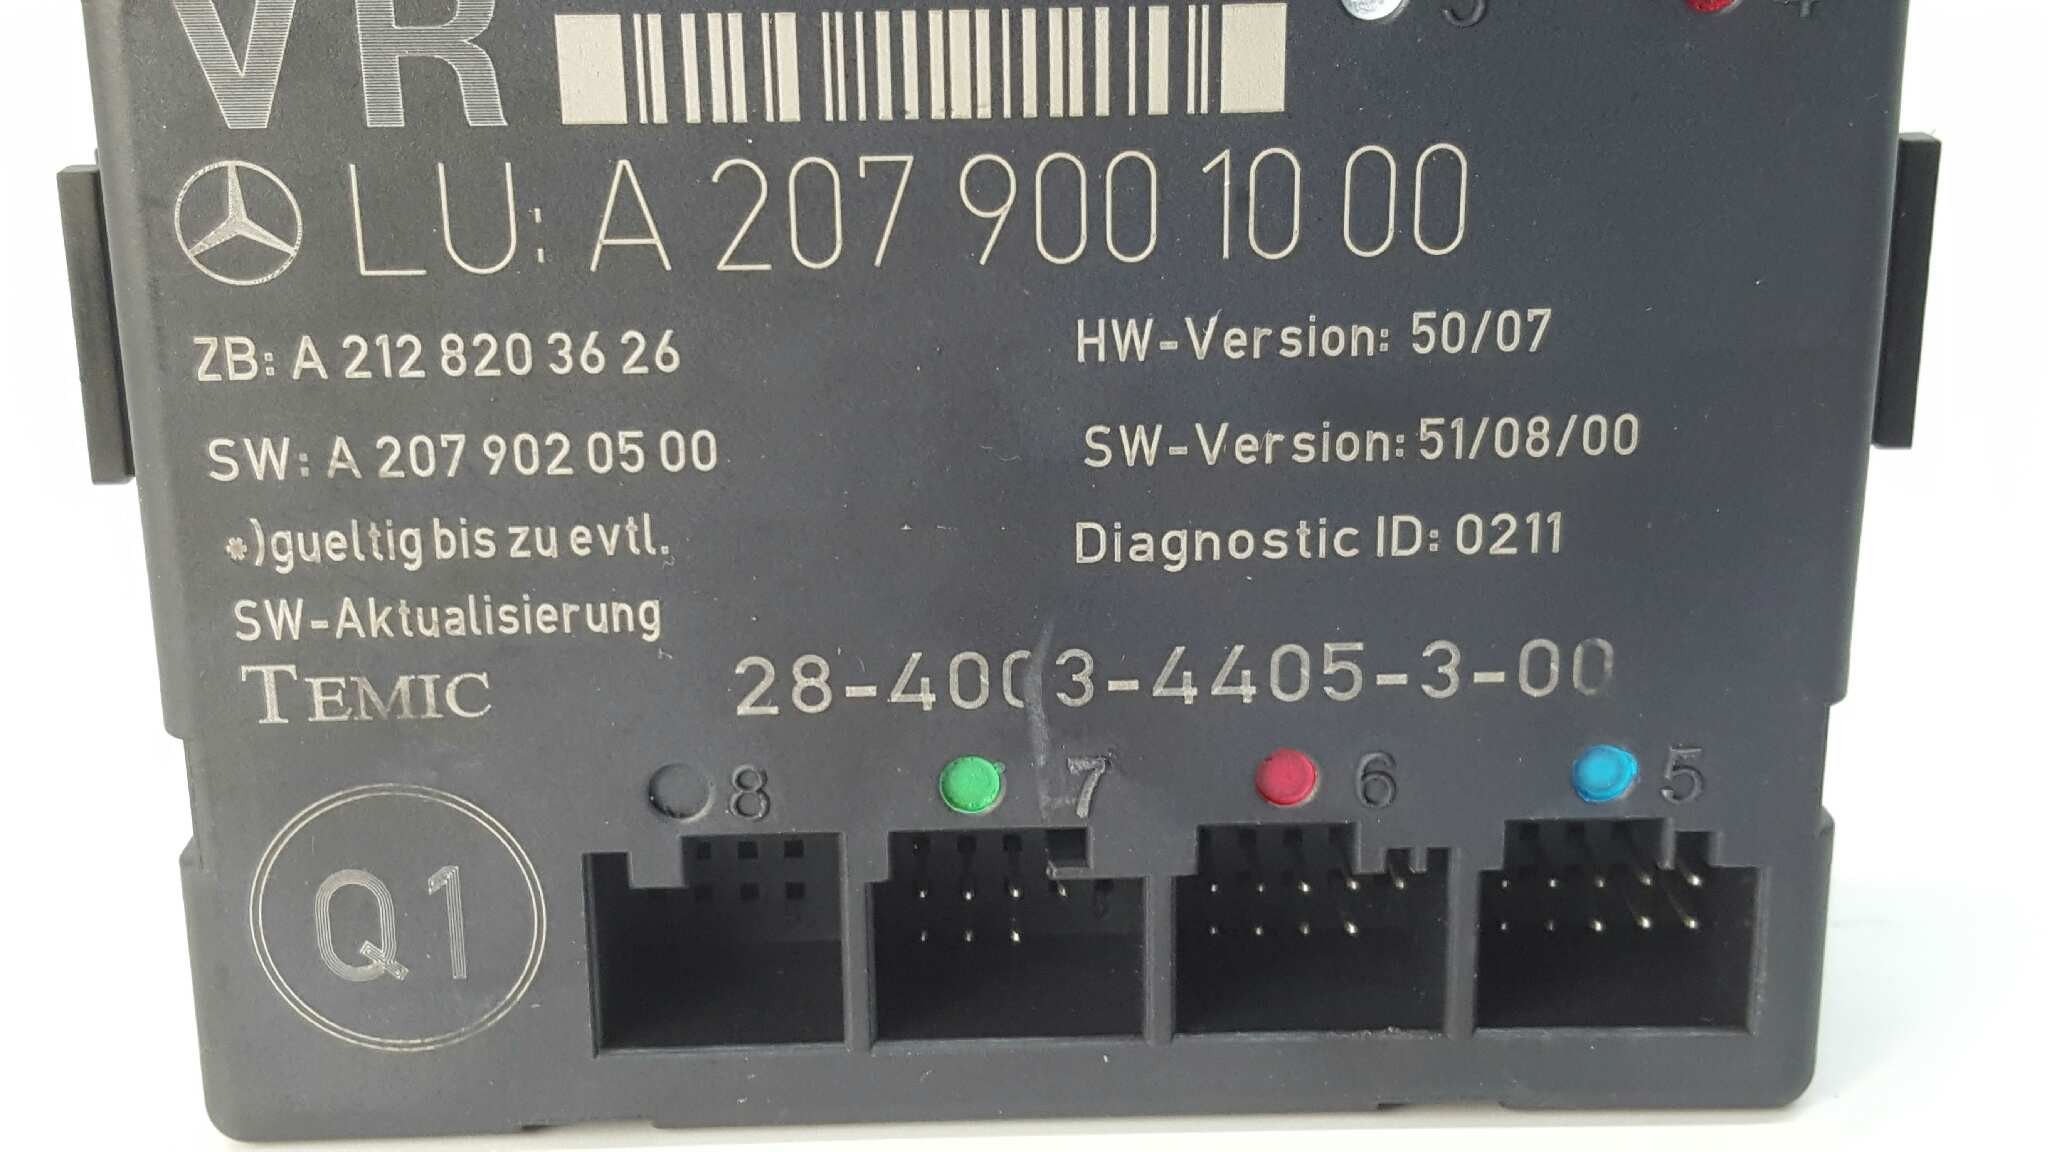 VR
3 4
LU: A 207 900 10 00
ZB: A 212 820 36 26
HW-Version: 50/07
SW: A 207 902 05 00
SW-Version: 51/08/00
*)gueltig bis zu evtl.
Diagnostic ID: 0211
SW-Aktualisierung
TEMIC
28-4003-4405-3-00
8 7 6 5
Q1